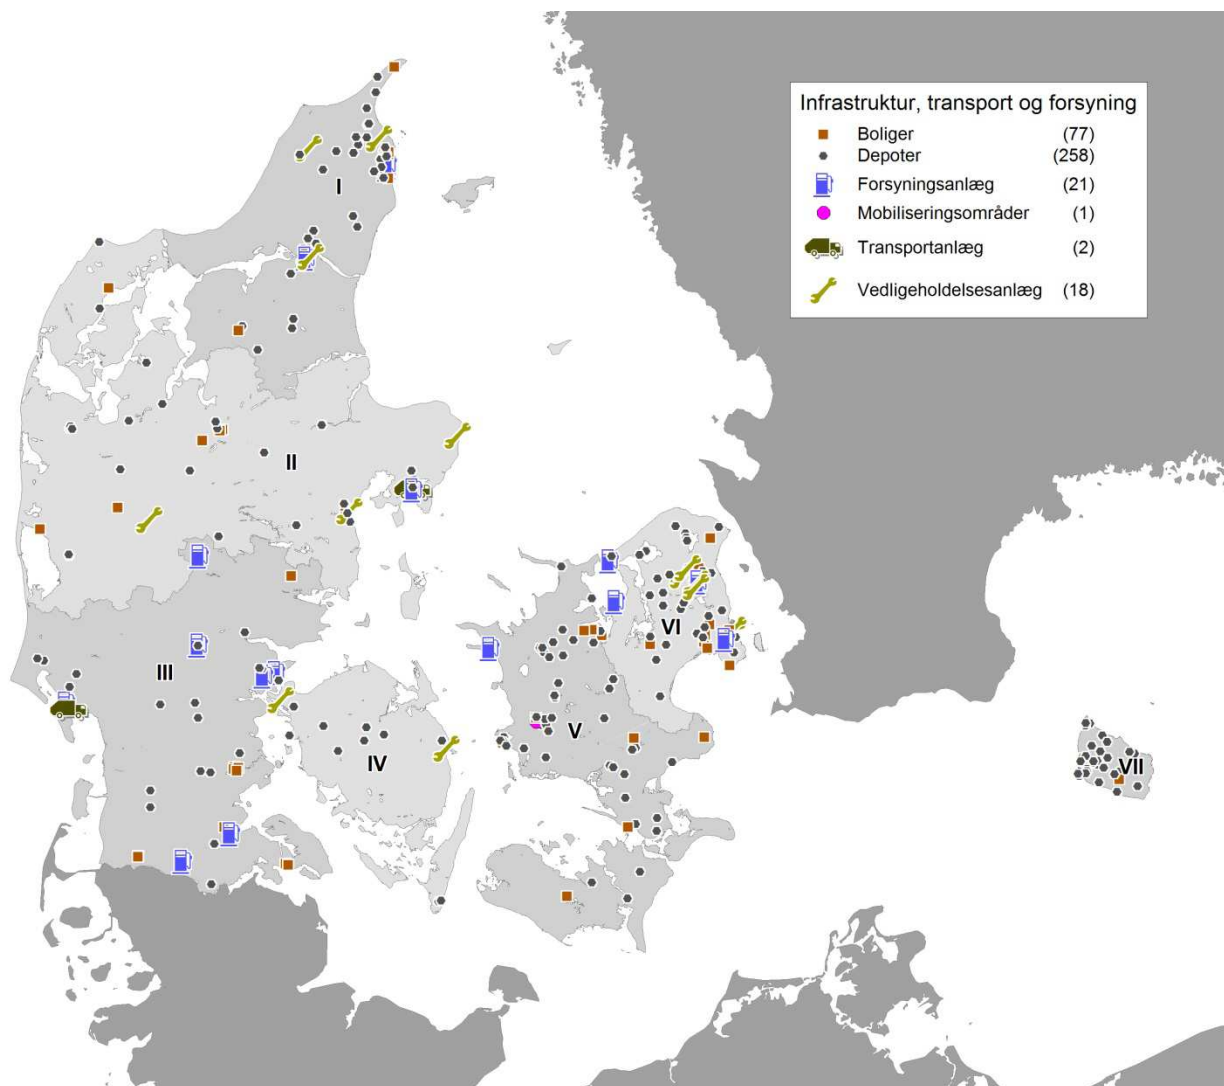 Infrastruktur, transport og forsyning
Boliger (77)
Depoter (258)
Forsyningsanlæg (21)
Mobiliseringsområder (1)
Transportanlæg (2)
Vedligeholdelsesanlæg (18)
I
II
III
IV
V
VI
VII